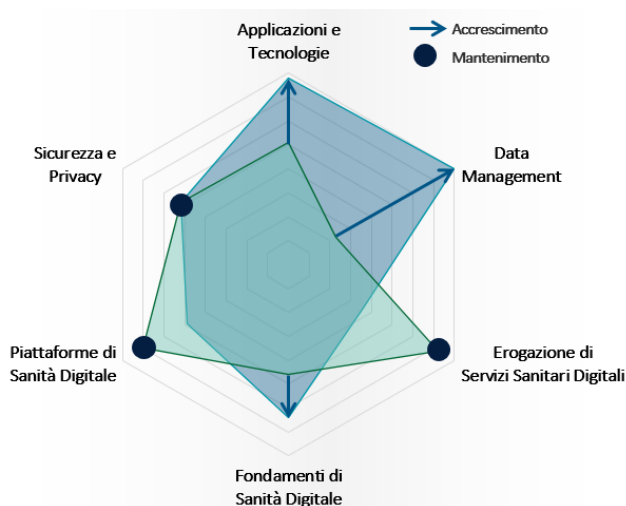 Applicazioni e
Tecnologie
Accrescimento
Mantenimento
Sicurezza e
Privacy
Data
Management
Piattaforme di
Sanità Digitale
Erogazione di
Servizi Sanitari Digitali
Fondamenti di
Sanità Digitale